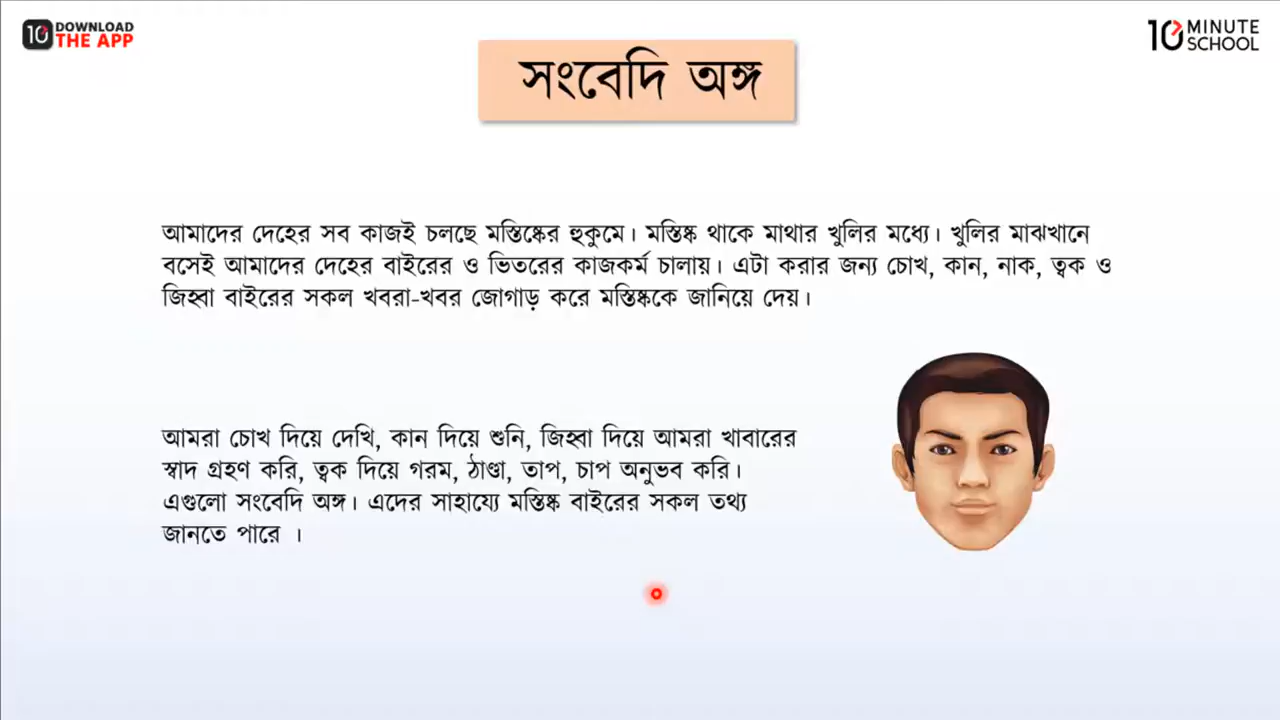 DOWNLOAD
THE APP
10 MINUTE
SCHOOL
সংবেদি অঙ্গ
আমাদের দেহের সব কাজই চলছে মস্তিষ্কের হুকুমে। মস্তিষ্ক থাকে মাথার খুলির মধ্যে। খুলির মাঝখানে
বসেই আমাদের দেহের বাইরের ও ভিতরের কাজকর্ম চালায়। এটা করার জন্য চোখ, কান, নাক, ত্বক ও
জিহ্বা বাইরের সকল খবরা-খবর জোগাড় করে মস্তিষ্ককে জানিয়ে দেয়।
আমরা চোখ দিয়ে দেখি, কান দিয়ে শুনি, জিহ্বা দিয়ে আমরা খাবারের
স্বাদ গ্রহণ করি, ত্বক দিয়ে গরম, ঠাণ্ডা, তাপ, চাপ অনুভব করি।
এগুলো সংবেদি অঙ্গ। এদের সাহায্যে মস্তিষ্ক বাইরের সকল তথ্য
জানতে পারে ।